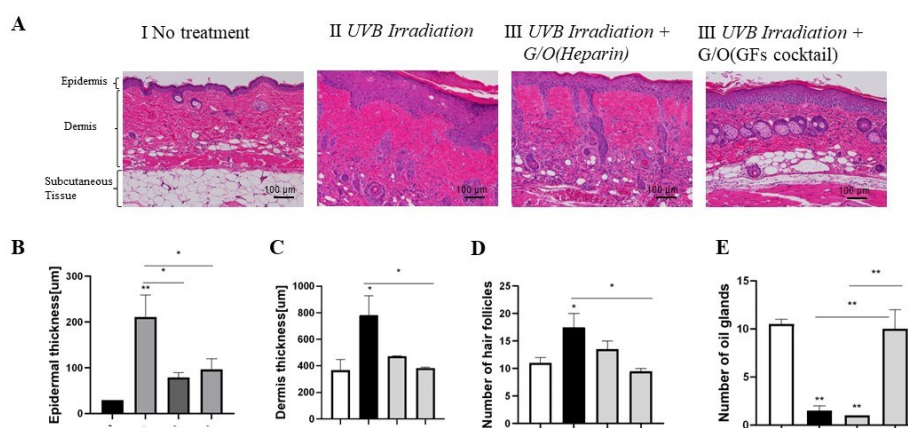 A
I No treatment
II UVB Irradiation
III UVB Irradiation +
G/O(Heparin)
III UVB Irradiation +
G/O(GFs cocktail)
Epidermis
Dermis
Subcutaneous
Tissue
100 μm
100 μm
100 μm
100 μm
B
Epidermal thickness[um]
300
200
100
0
**
*
*
C
Dermis thickness[um]
1000
800
600
400
200
0
*
*
D
Number of hair follicles
25
20
15
10
5
0
*
*
E
Number of oil glands
15
10
5
0
**
**
**
**